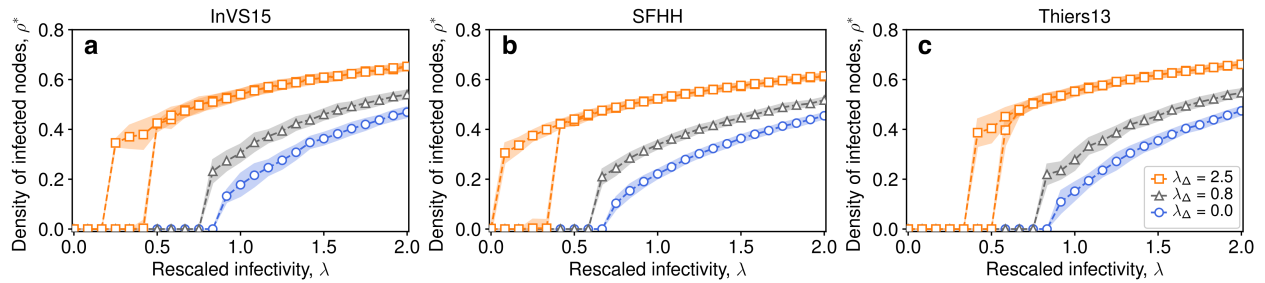 InVS15
a
Density of infected nodes, ρ*
0.8
0.6
0.4
0.2
0.0
0.0 0.5 1.0 1.5 2.0
Rescaled infectivity, λ
SFHH
b
Density of infected nodes, ρ*
0.8
0.6
0.4
0.2
0.0
0.0 0.5 1.0 1.5 2.0
Rescaled infectivity, λ
Thiers13
c
Density of infected nodes, ρ*
0.8
0.6
0.4
0.2
0.0
0.0 0.5 1.0 1.5 2.0
Rescaled infectivity, λ
λΔ = 2.5
λΔ = 0.8
λΔ = 0.0